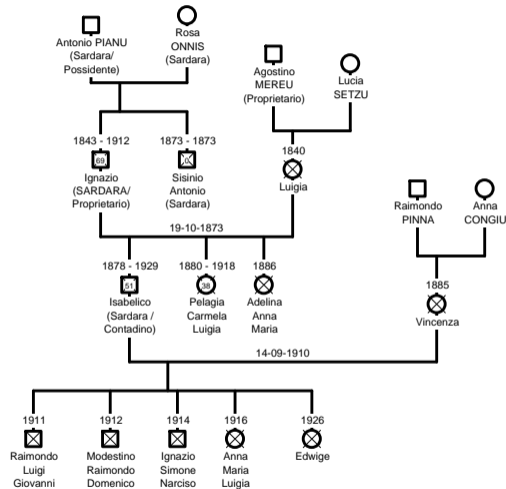 Antonio PIANU
(Sardara/
Possidente)
Rosa
ONNIS
(Sardara)
Agostino
MEREU
(Proprietario)
Lucia
SETZU
1843 - 1912
69
Ignazio
(SARDARA/
Proprietario)
1873 - 1873
0
Sisinio
Antonio
(Sardara)
1840
Luigia
Raimondo
PINNA
Anna
CONGIU
19-10-1873
1878 - 1929
51
Isabelico
(Sardara /
Contadino)
1880 - 1918
38
Pelagia
Carmela
Luigia
1886
Adelina
Anna
Maria
1885
Vincenza
14-09-1910
1911
Raimondo
Luigi
Giovanni
1912
Modestino
Raimondo
Domenico
1914
Ignazio
Simone
Narciso
1916
Anna
Maria
Luigia
1926
Edwige